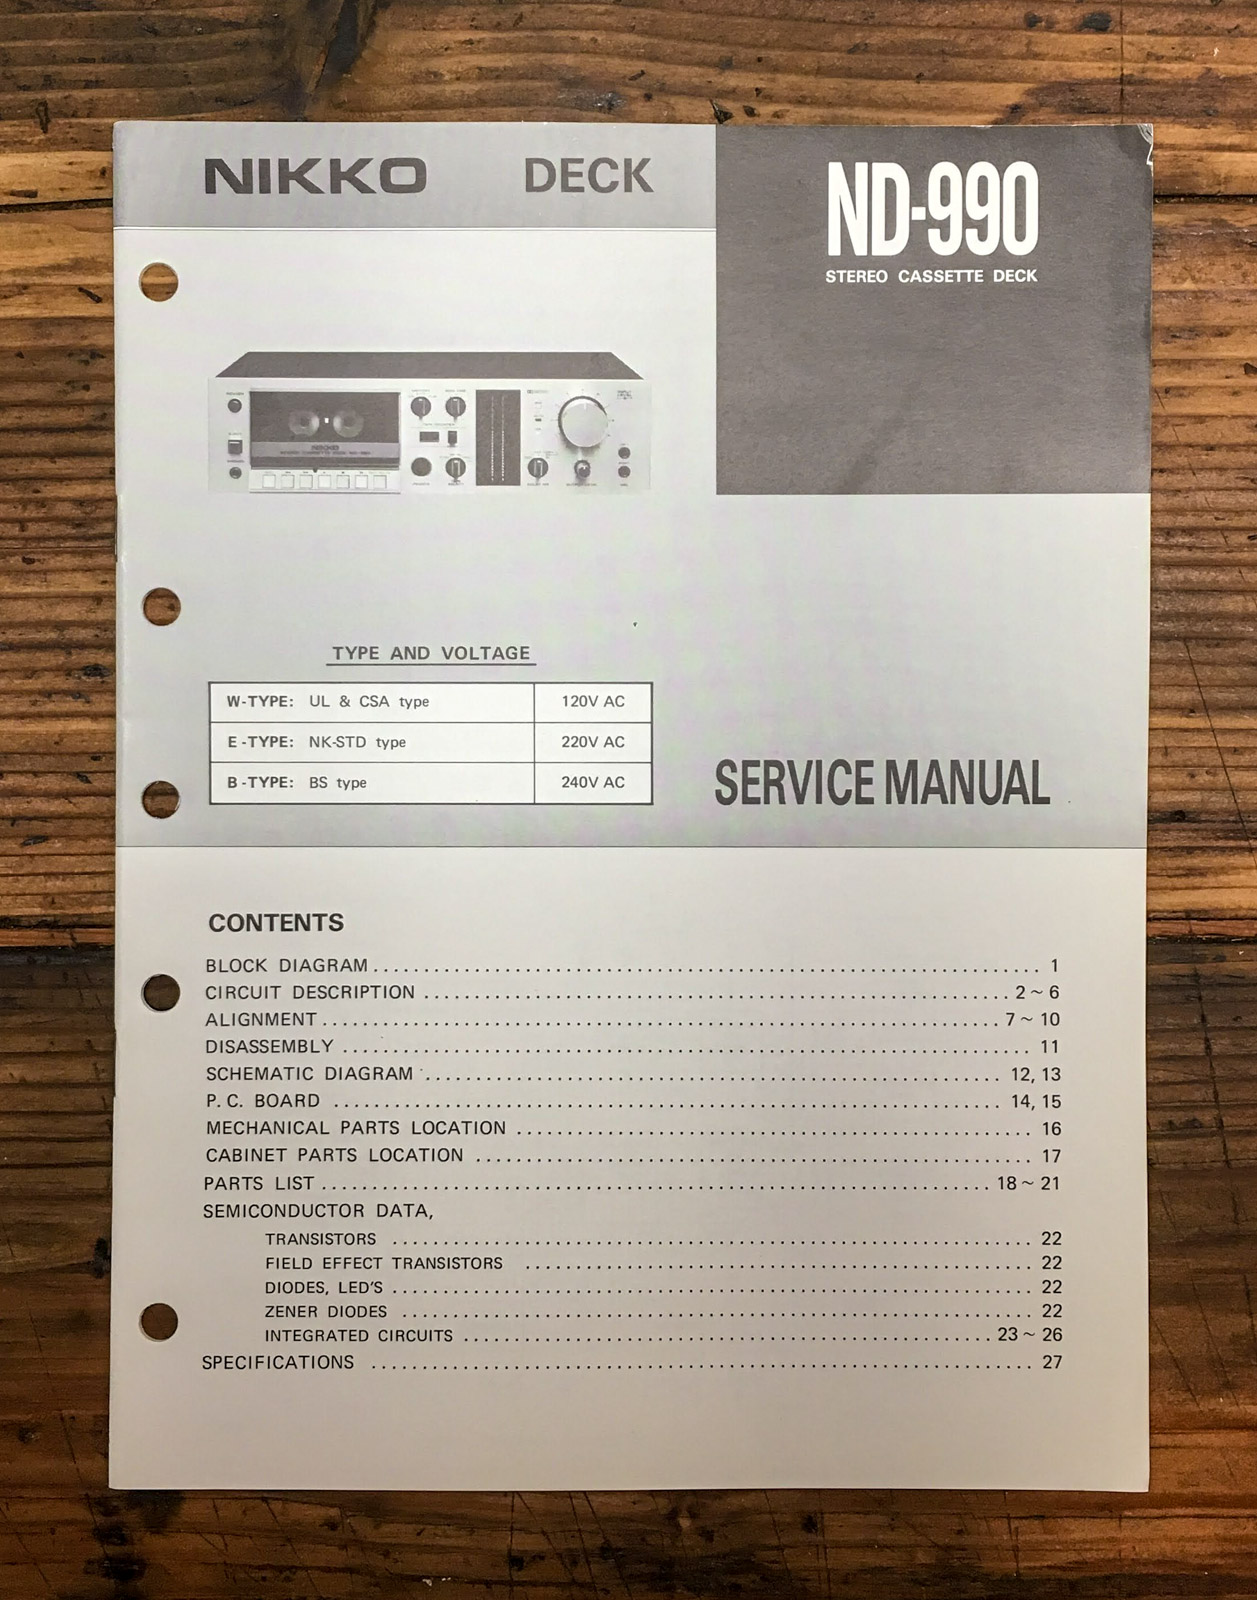 NIKKO DECK
ND-990
STEREO CASSETTE DECK
NIKKO
TYPE AND VOLTAGE
W-TYPE: UL & CSA type 120V AC
E-TYPE: NK-STD type 220V AC
B-TYPE: BS type 240V AC
SERVICE MANUAL
CONTENTS
BLOCK DIAGRAM 1
CIRCUIT DESCRIPTION 2 ~ 6
ALIGNMENT 7 ~ 10
DISASSEMBLY 11
SCHEMATIC DIAGRAM 12, 13
P. C. BOARD 14, 15
MECHANICAL PARTS LOCATION 16
CABINET PARTS LOCATION 17
PARTS LIST 18 ~ 21
SEMICONDUCTOR DATA,
TRANSISTORS 22
FIELD EFFECT TRANSISTORS 22
DIODES, LED'S 22
ZENER DIODES 22
INTEGRATED CIRCUITS 23 ~ 26
SPECIFICATIONS 27